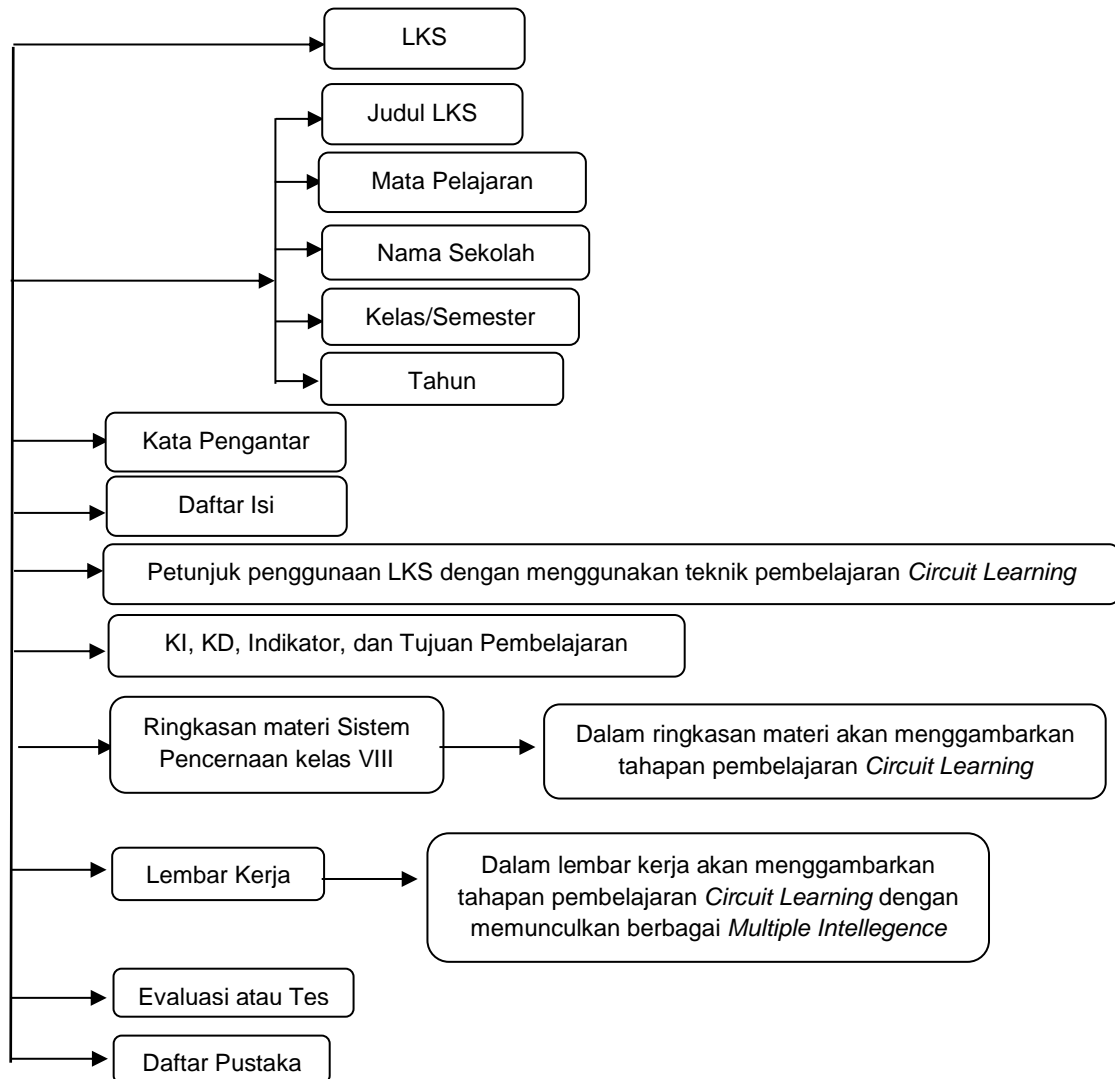 LKS
Judul LKS
Mata Pelajaran
Nama Sekolah
Kelas/Semester
Tahun
Kata Pengantar
Daftar Isi
Petunjuk penggunaan LKS dengan menggunakan teknik pembelajaran Circuit Learning
KI, KD, Indikator, dan Tujuan Pembelajaran
Ringkasan materi Sistem
Pencernaan kelas VIII
Dalam ringkasan materi akan menggambarkan
tahapan pembelajaran Circuit Learning
Lembar Kerja
Dalam lembar kerja akan menggambarkan
tahapan pembelajaran Circuit Learning dengan
memunculkan berbagai Multiple Intellegence
Evaluasi atau Tes
Daftar Pustaka